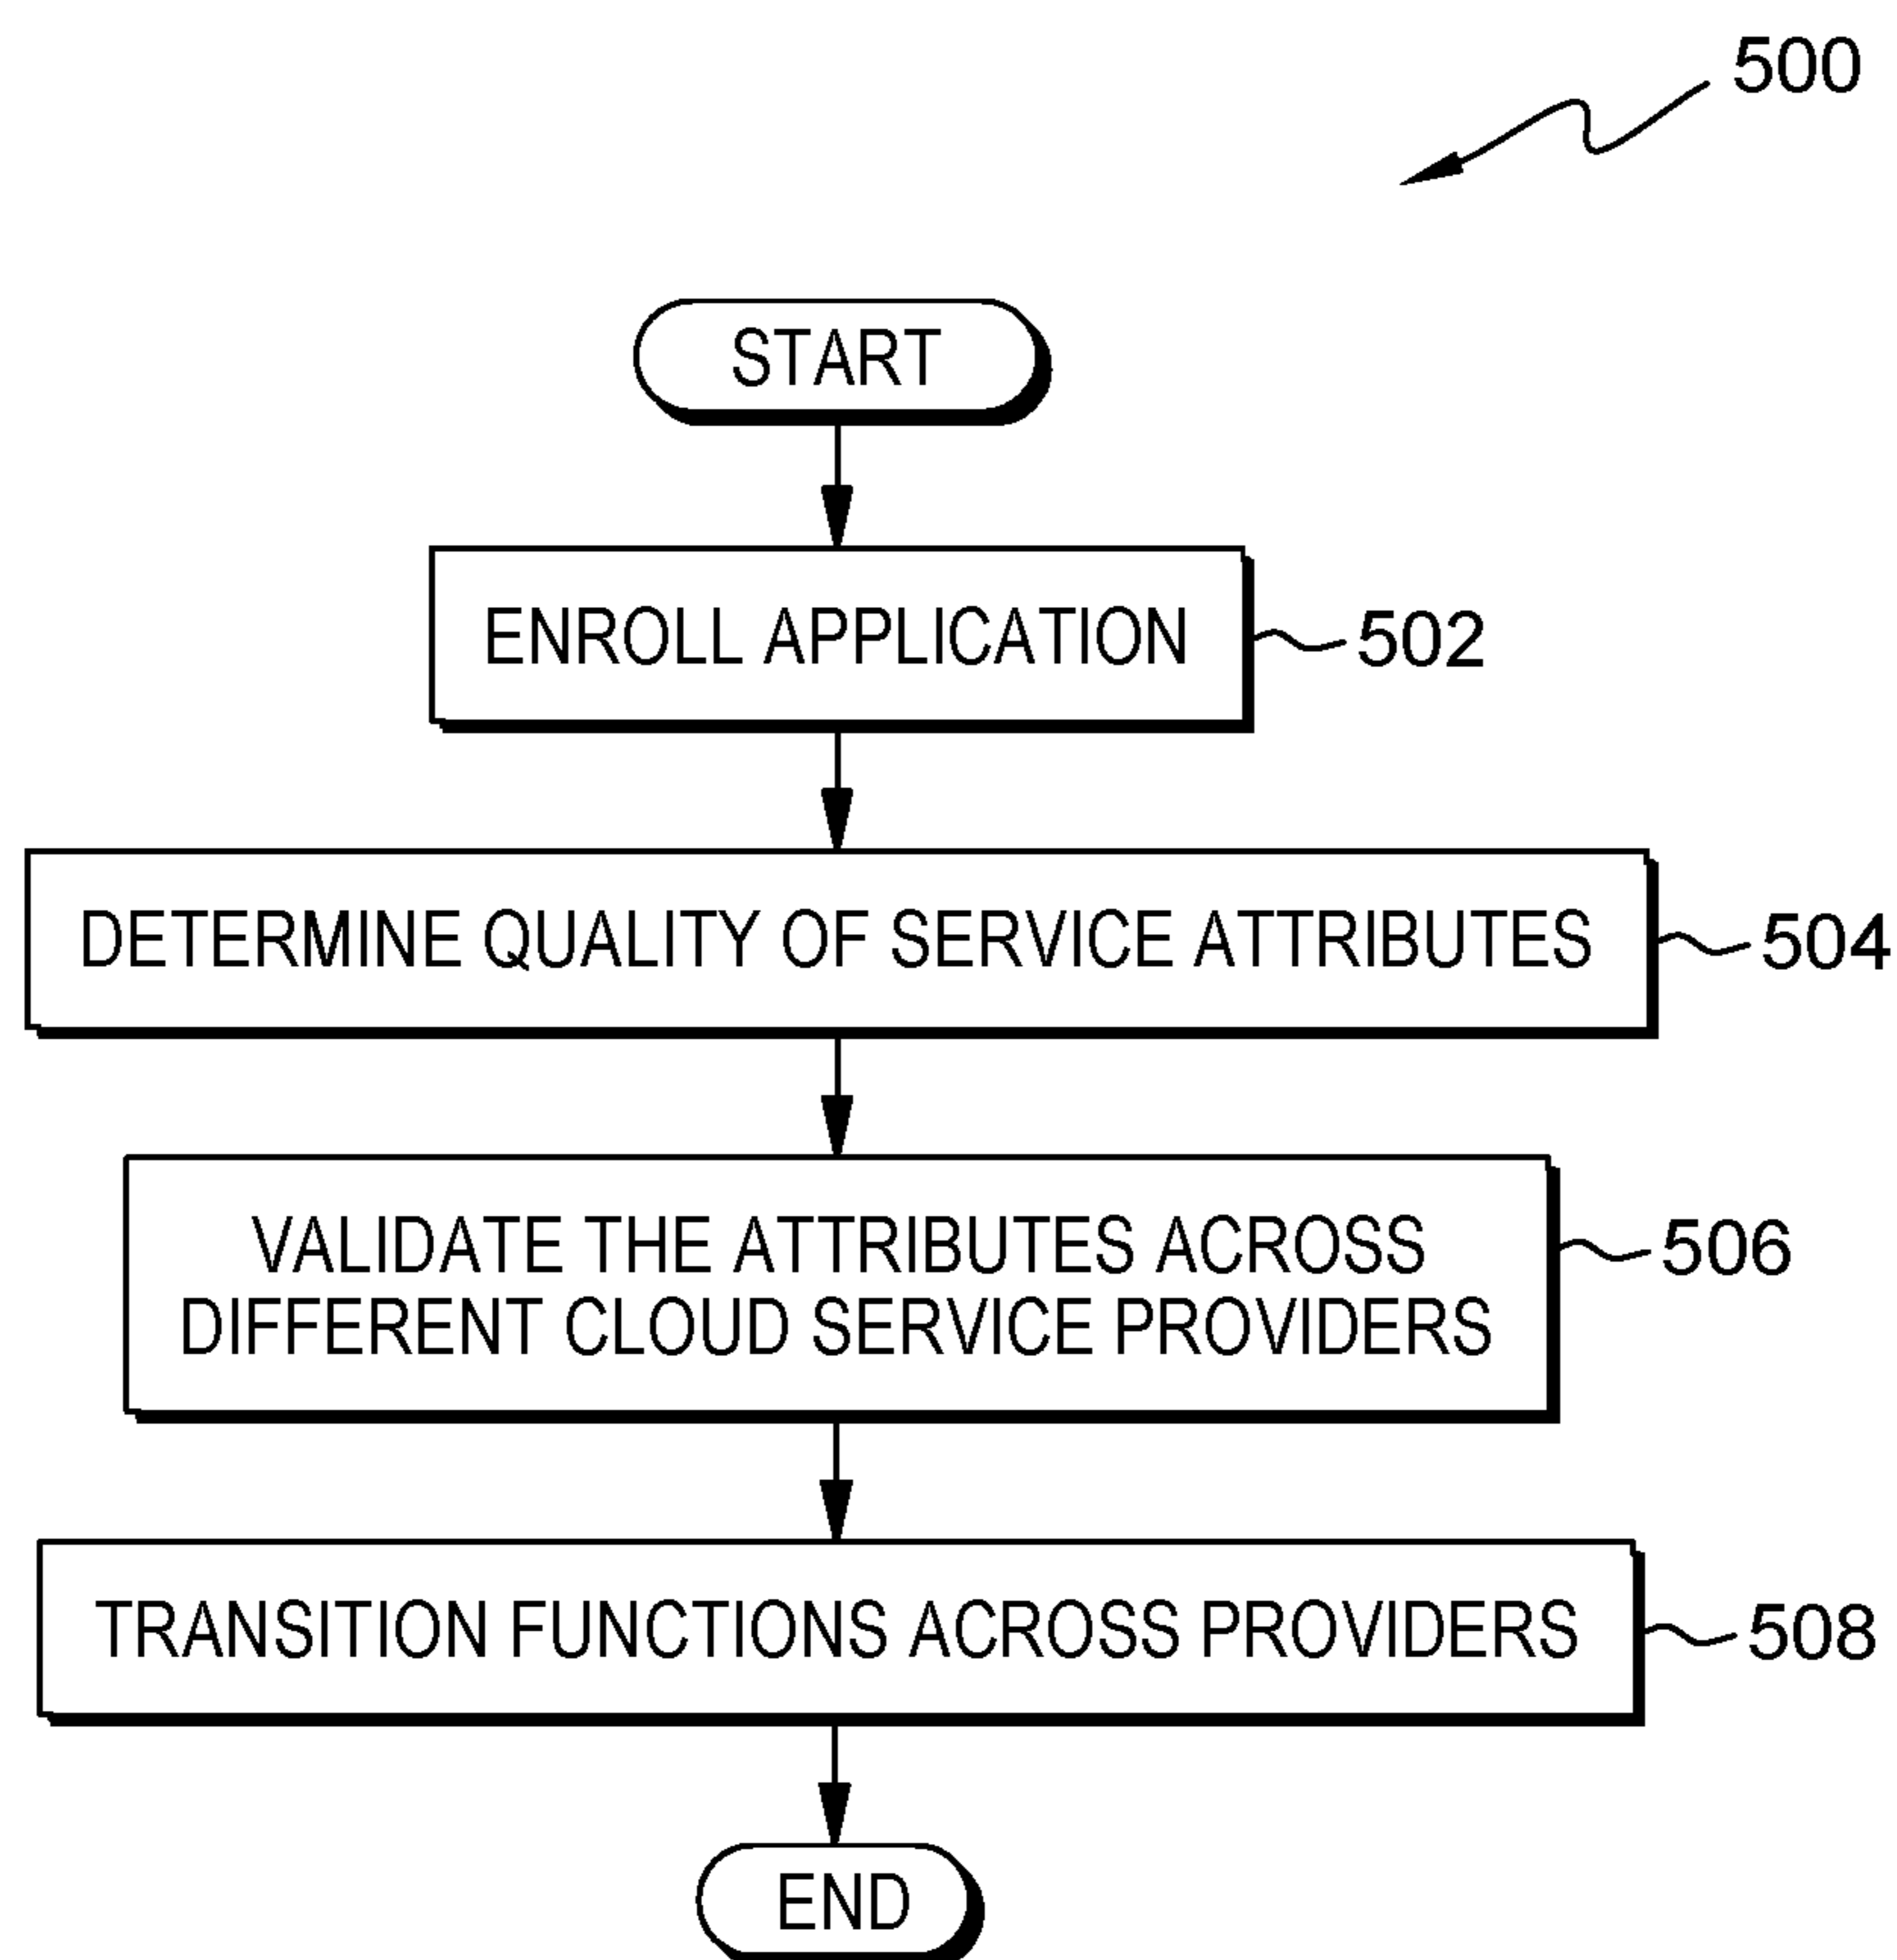 500
START
ENROLL APPLICATION
502
DETERMINE QUALITY OF SERVICE ATTRIBUTES
504
VALIDATE THE ATTRIBUTES ACROSS
DIFFERENT CLOUD SERVICE PROVIDERS
506
TRANSITION FUNCTIONS ACROSS PROVIDERS
508
END